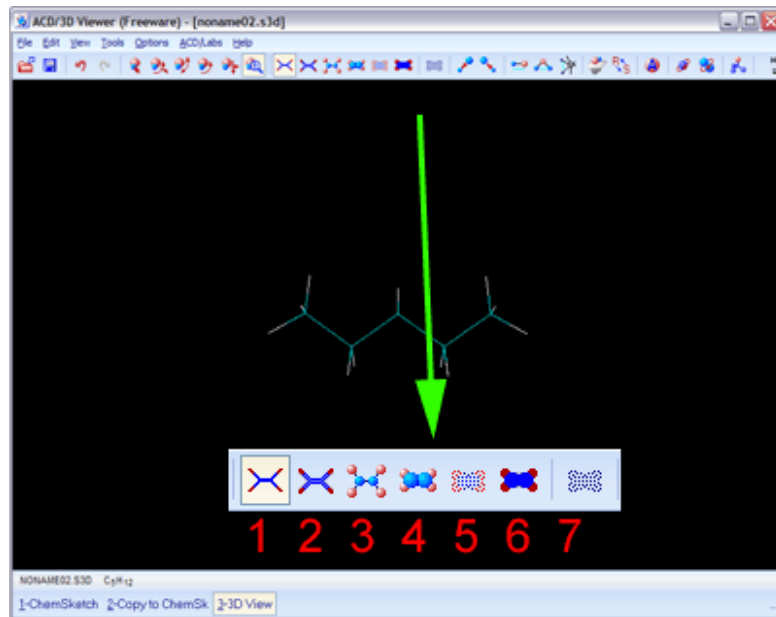 ACD/3D Viewer (Freeware) - [noname02.s3d]
File Edit View Tools Options ACD/Labs Help
1 2 3 4 5 6 7
NONAME02.S3D C₅H₁₂
1-ChemSketch 2-Copy to ChemSk 3-3D View